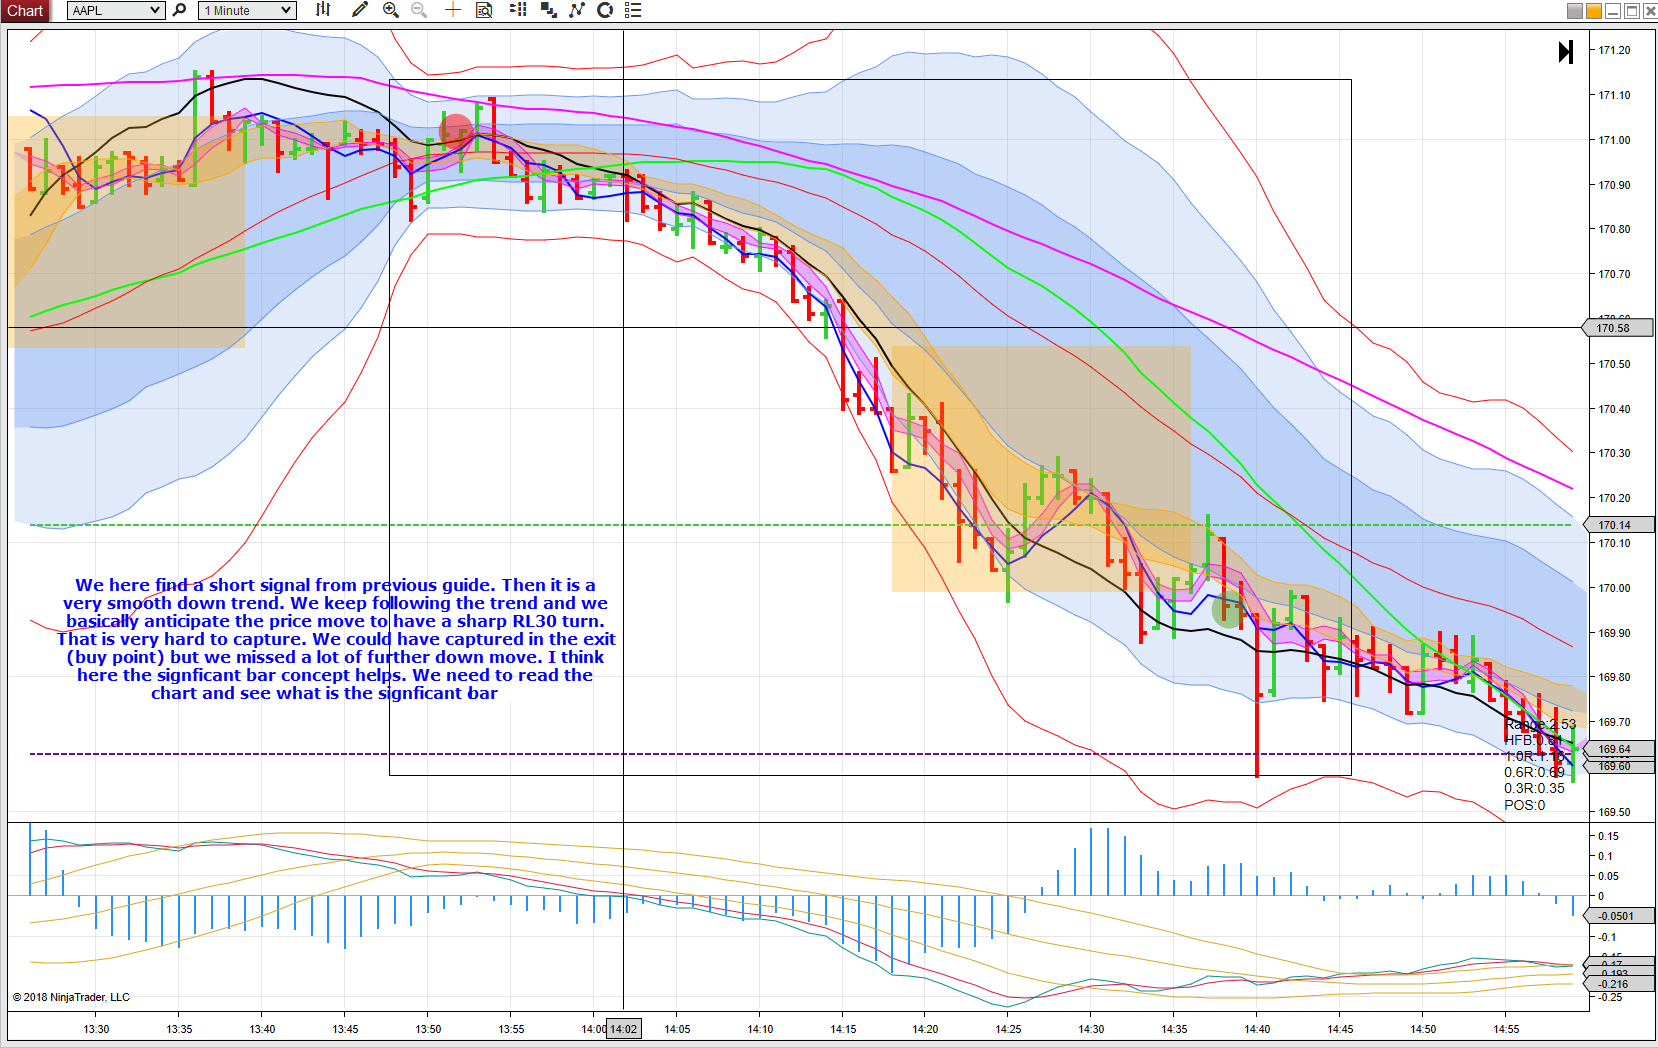 Chart
AAPL
1 Minute
171.20
171.10
171.00
170.90
170.80
170.70
170.58
170.50
170.40
170.30
170.20
170.14
170.10
170.00
169.90
169.80
169.70
169.64
169.60
169.50
We here find a short signal from previous guide. Then it is a
very smooth down trend. We keep following the trend and we
basically anticipate the price move to have a sharp RL30 turn.
That is very hard to capture. We could have captured in the exit
(buy point) but we missed a lot of further down move. I think
here the signficant bar concept helps. We need to read the
chart and see what is the signficant bar
Range:2.53
1.0R:1.16
0.6R:0.69
0.3R:0.35
POS:0
0.15
0.1
0.05
0
-0.0501
-0.1
-0.216
-0.25
© 2018 NinjaTrader, LLC
13:30
13:35
13:40
13:45
13:50
13:55
14:00
14:02
14:05
14:10
14:15
14:20
14:25
14:30
14:35
14:40
14:45
14:50
14:55